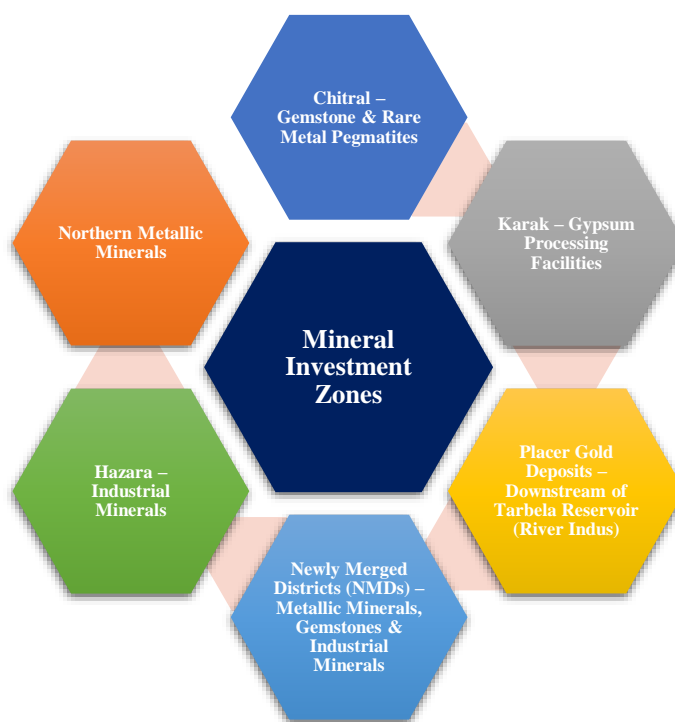 Chitral –
Gemstone & Rare
Metal Pegmatites
Northern Metallic
Minerals
Karak – Gypsum
Processing
Facilities
Mineral
Investment
Zones
Hazara –
Industrial
Minerals
Placer Gold
Deposits –
Downstream of
Tarbela Reservoir
(River Indus)
Newly Merged
Districts (NMDs) –
Metallic Minerals,
Gemstones &
Industrial
Minerals